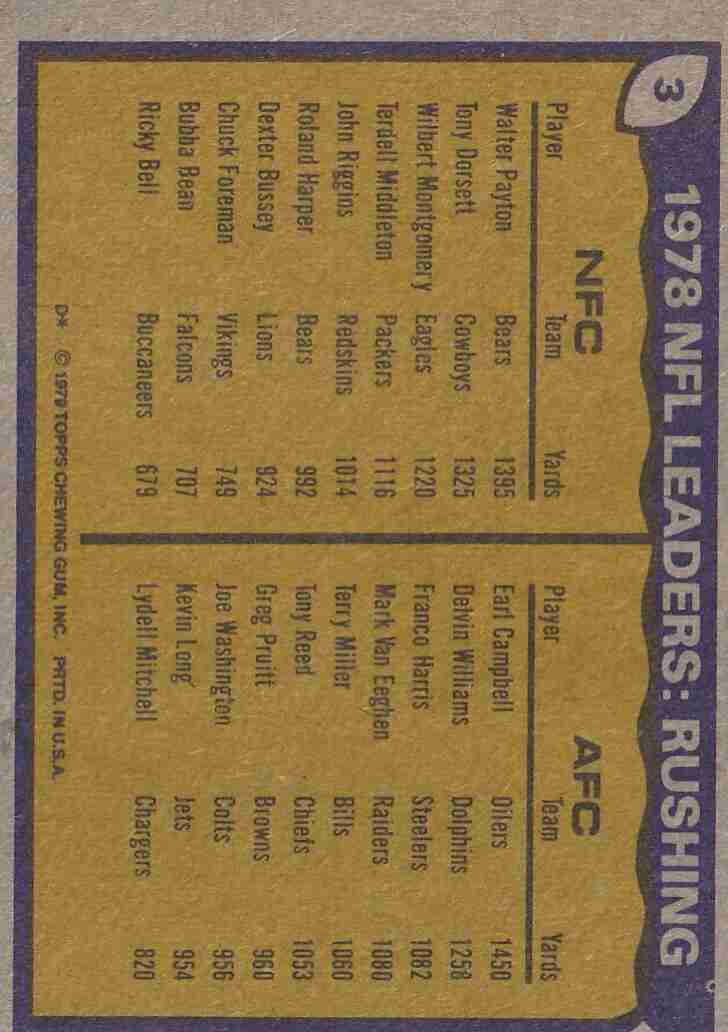 3
1978 NFL LEADERS: RUSHING
NFC
Player Team Yards
Walter Payton Bears 1395
Tony Dorsett Cowboys 1325
Wilbert Montgomery Eagles 1220
Terdell Middleton Packers 1116
John Riggins Redskins 1014
Roland Harper Bears 992
Dexter Bussey Lions 924
Chuck Foreman Vikings 749
Bubba Bean Falcons 707
Ricky Bell Buccaneers 679
AFC
Player Team Yards
Earl Campbell Oilers 1450
Delvin Williams Dolphins 1258
Franco Harris Steelers 1082
Mark Van Eeghen Raiders 1080
Terry Miller Bills 1060
Tony Reed Chiefs 1053
Greg Pruitt Browns 960
Joe Washington Colts 956
Kevin Long Jets 954
Lydell Mitchell Chargers 820
D* © 1979 TOPPS CHEWING GUM, INC. PRTD. IN U.S.A.